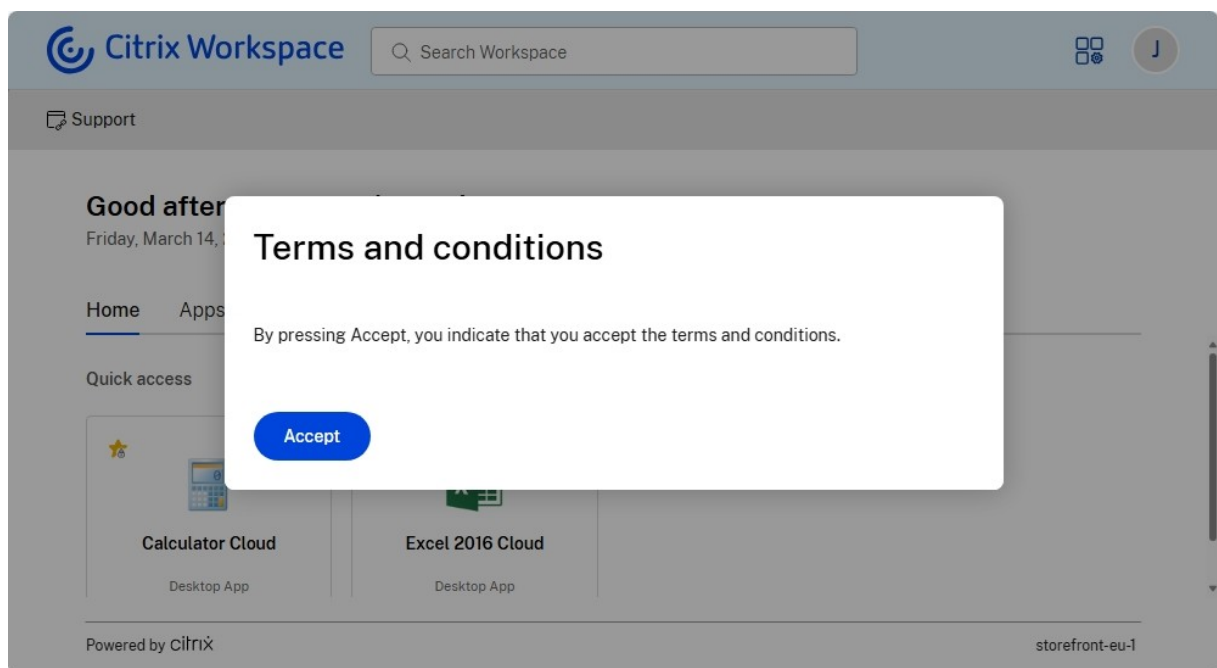 Citrix Workspace
Search Workspace
J
Support
Good after
Friday, March 14,
Terms and conditions
Home Apps
By pressing Accept, you indicate that you accept the terms and conditions.
Quick access
Accept
Calculator Cloud Excel 2016 Cloud
Desktop App Desktop App
Powered by citrix storefront-eu-1